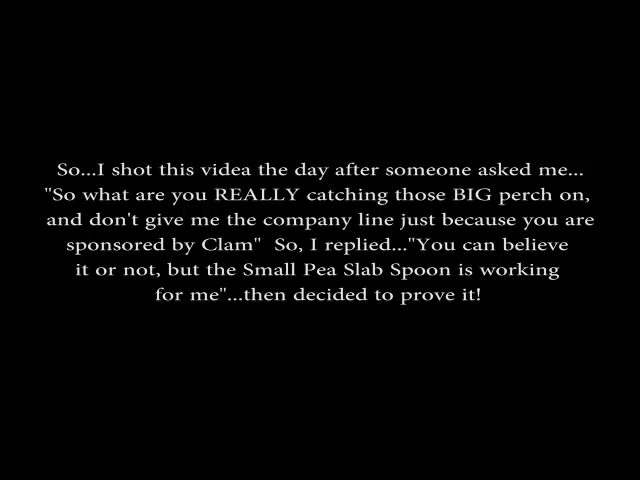 So...I shot this videa the day after someone asked me...
"So what are you REALLY catching those BIG perch on,
and don't give me the company line just because you are
sponsored by Clam"  So, I replied..."You can believe
it or not, but the Small Pea Slab Spoon is working
for me"...then decided to prove it!